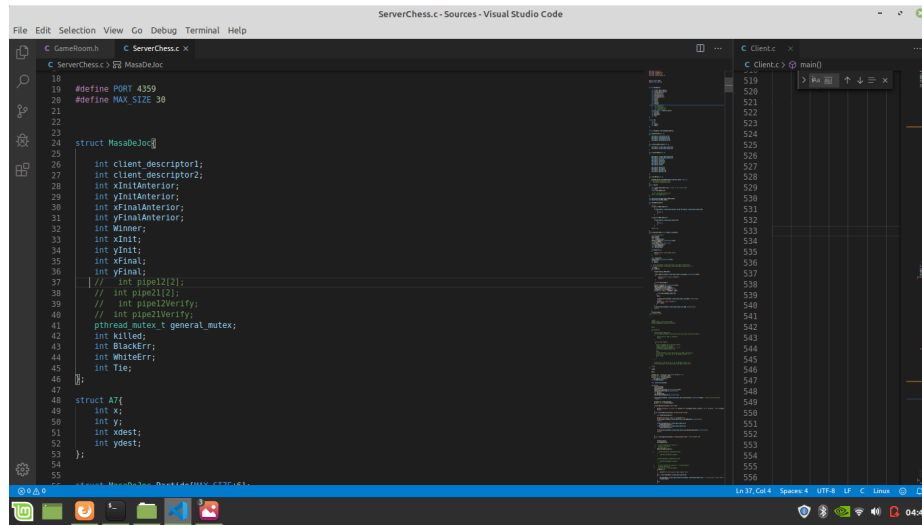 ServerChess.c - Sources - Visual Studio Code
File Edit Selection View Go Debug Terminal Help
C GameRoom.h C ServerChess.c ×
C ServerChess.c > MasaDeJoc
18
19 #define PORT 4359
20 #define MAX_SIZE 30
21
22
23
24 struct MasaDeJoc{
25
26 int client_descriptor1;
27 int client_descriptor2;
28 int xInitAnterior;
29 int yInitAnterior;
30 int xFinalAnterior;
31 int yFinalAnterior;
32 int Winner;
33 int xInit;
34 int yInit;
35 int xFinal;
36 int yFinal;
37 // int pipe12[2];
38 // int pipe21[2];
39 // int pipe12Verify;
40 // int pipe21Verify;
41 pthread_mutex_t general_mutex;
42 int killed;
43 int BlackErr;
44 int WhiteErr;
45 int Tie;
46 };
47
48 struct A7{
49 int x;
50 int y;
51 int xdest;
52 int ydest;
53 };
54
55
C Client.c ×
C Client.c > main()
519
520
521
522
523
524
525
526
527
528
529
530
531
532
533
534
535
536
537
538
539
540
541
542
543
544
545
546
547
548
549
550
551
552
553
554
555
556
0 0
Ln 37, Col 4 Spaces: 4 UTF-8 LF C Linux
3